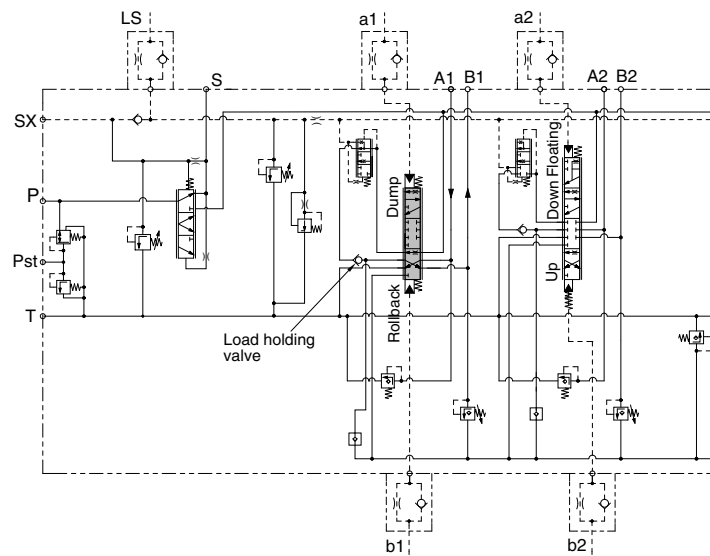 LS
a1
a2
S
A1 B1
A2 B2
SX
P
Pst
T
Dump
Rollback
Down Floating
Up
Load holding
valve
b1
b2